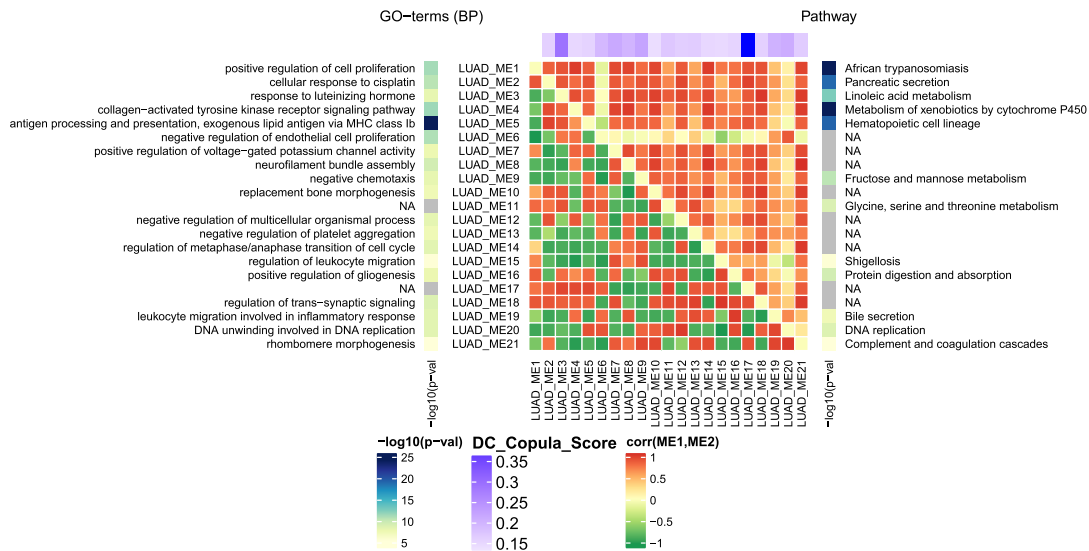 GO−terms (BP)
Pathway
positive regulation of cell proliferation LUAD_ME1 African trypanosomiasis
cellular response to cisplatin LUAD_ME2 Pancreatic secretion
response to luteinizing hormone LUAD_ME3 Linoleic acid metabolism
collagen−activated tyrosine kinase receptor signaling pathway LUAD_ME4 Metabolism of xenobiotics by cytochrome P450
antigen processing and presentation, exogenous lipid antigen via MHC class Ib LUAD_ME5 Hematopoietic cell lineage
negative regulation of endothelial cell proliferation LUAD_ME6 NA
positive regulation of voltage−gated potassium channel activity LUAD_ME7 NA
neurofilament bundle assembly LUAD_ME8 NA
negative chemotaxis LUAD_ME9 Fructose and mannose metabolism
replacement bone morphogenesis LUAD_ME10 NA
NA LUAD_ME11 Glycine, serine and threonine metabolism
negative regulation of multicellular organismal process LUAD_ME12 NA
negative regulation of platelet aggregation LUAD_ME13 NA
regulation of metaphase/anaphase transition of cell cycle LUAD_ME14 NA
regulation of leukocyte migration LUAD_ME15 Shigellosis
positive regulation of gliogenesis LUAD_ME16 Protein digestion and absorption
NA LUAD_ME17 NA
regulation of trans−synaptic signaling LUAD_ME18 NA
leukocyte migration involved in inflammatory response LUAD_ME19 Bile secretion
DNA unwinding involved in DNA replication LUAD_ME20 DNA replication
rhombomere morphogenesis LUAD_ME21 Complement and coagulation cascades
−log10(p−val)
LUAD_ME1
LUAD_ME2
LUAD_ME3
LUAD_ME4
LUAD_ME5
LUAD_ME6
LUAD_ME7
LUAD_ME8
LUAD_ME9
LUAD_ME10
LUAD_ME11
LUAD_ME12
LUAD_ME13
LUAD_ME14
LUAD_ME15
LUAD_ME16
LUAD_ME17
LUAD_ME18
LUAD_ME19
LUAD_ME20
LUAD_ME21
−log10(p−val)
−log10(p−val)
25
20
15
10
5
DC_Copula_Score
0.35
0.3
0.25
0.2
0.15
corr(ME1,ME2)
1
0.5
0
−0.5
−1